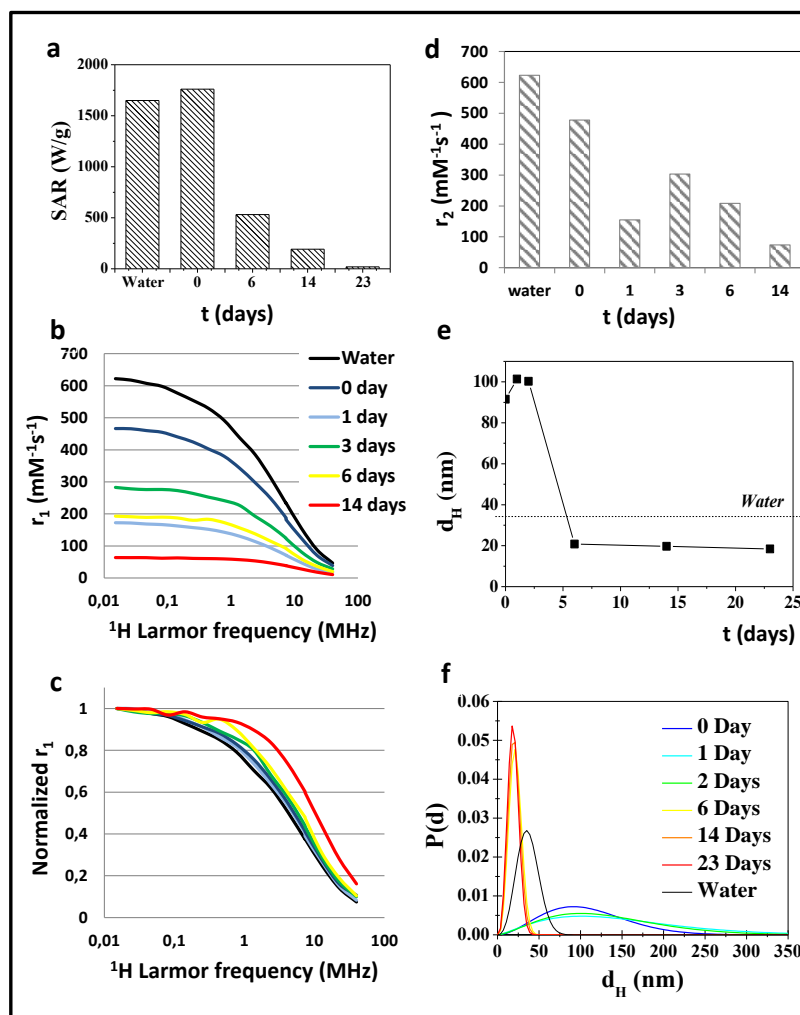 a
2000
1500
1000
500
0
SAR (W/g)
Water 0 6 14 23
t (days)
d
700
600
500
400
300
200
100
0
r2 (mM-1s-1)
water 0 1 3 6 14
t (days)
b
700
600
500
400
300
200
100
0
r1 (mM-1s-1)
0,01 0,1 1 10 100
1H Larmor frequency (MHz)
Water
0 day
1 day
3 days
6 days
14 days
e
100
80
60
40
20
0
dH (nm)
Water
0 5 10 15 20 25
t (days)
c
1
0,8
0,6
0,4
0,2
0
Normalized r1
0,01 0,1 1 10 100
1H Larmor frequency (MHz)
f
0.06
0.05
0.04
0.03
0.02
0.01
0.00
P(d)
0 Day
1 Day
2 Days
6 Days
14 Days
23 Days
Water
0 50 100 150 200 250 300 350
dH (nm)